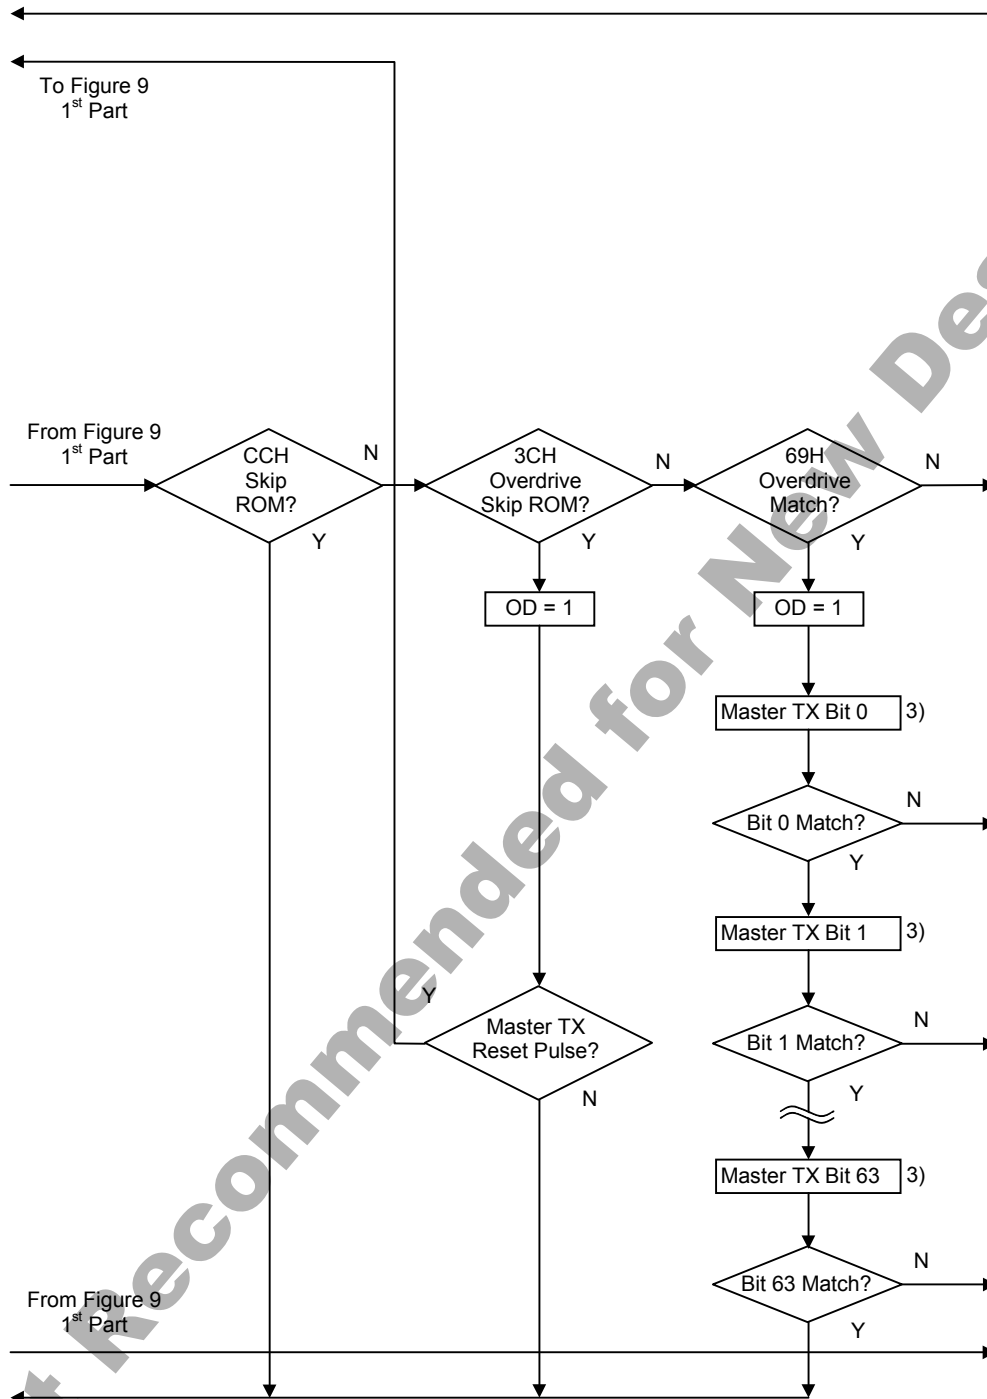 To Figure 9
1st Part
From Figure 9
1st Part
CCH
Skip
ROM?
N
Y
3CH
Overdrive
Skip ROM?
N
Y
69H
Overdrive
Match?
N
Y
OD = 1
OD = 1
Master TX Bit 0
3)
Bit 0 Match?
N
Y
Master TX Bit 1
3)
Y
Master TX
Reset Pulse?
N
Bit 1 Match?
N
Y
Master TX Bit 63
3)
Bit 63 Match?
N
Y
From Figure 9
1st Part
t Recommended for New Des